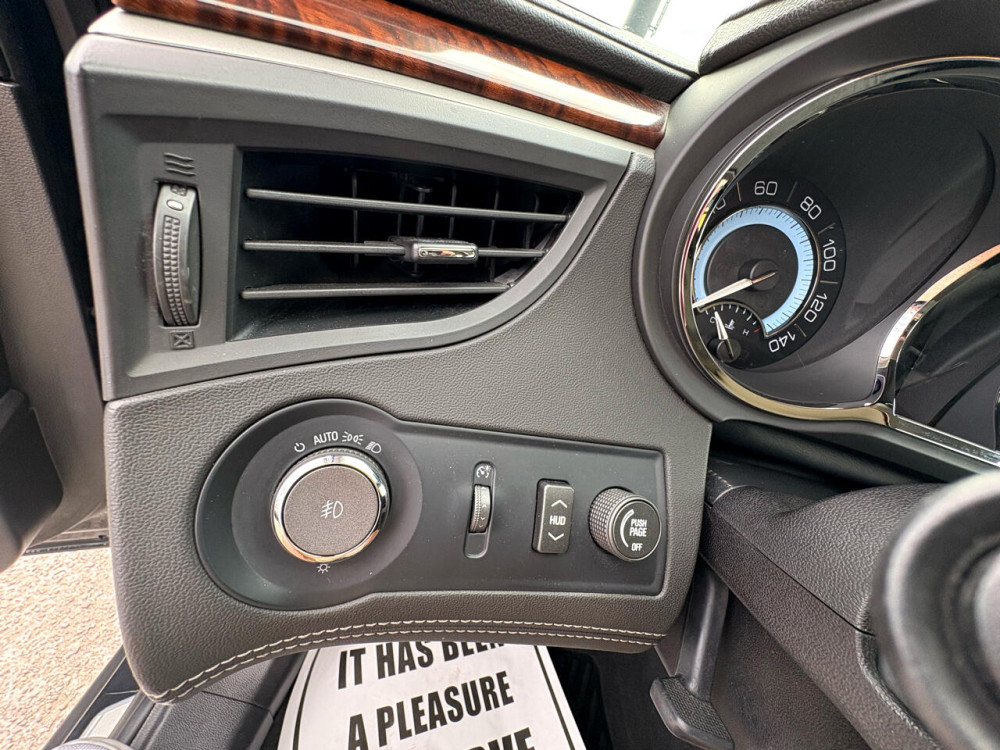 60
80
100
120
140
H
AUTO
HUD
PUSH
PAGE
OFF
IT HAS BEEN
A PLEASURE